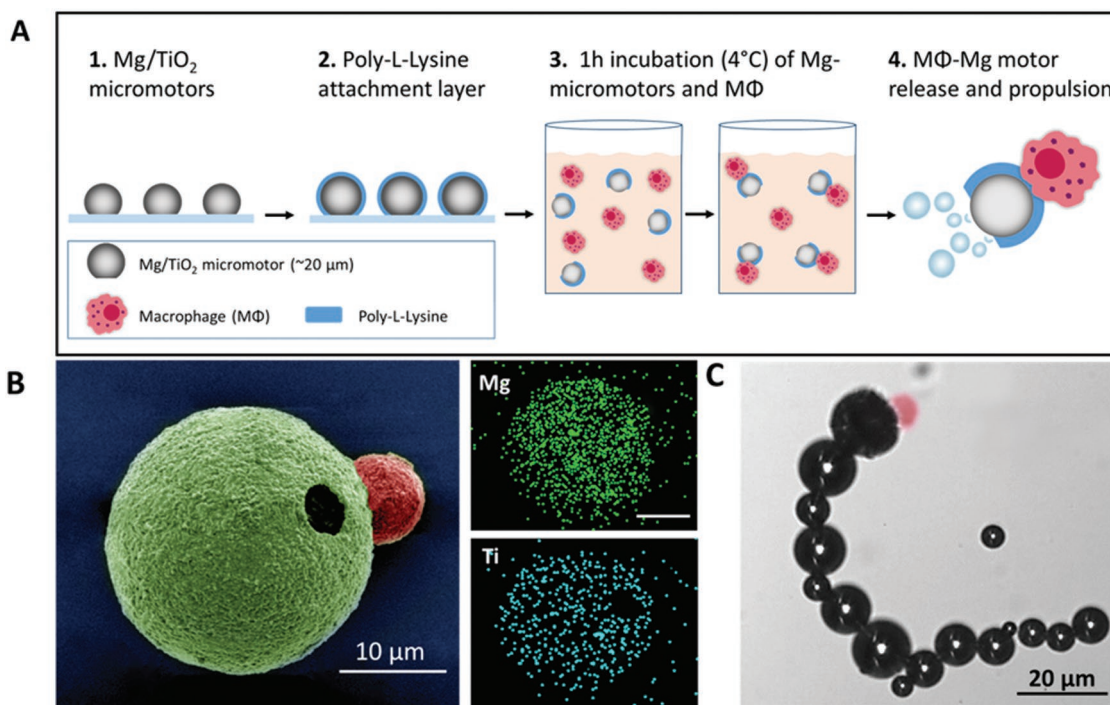 A
1. Mg/TiO₂
micromotors
2. Poly-L-Lysine
attachment layer
3. 1h incubation (4°C) of Mg-
micromotors and MΦ
4. MΦ-Mg motor
release and propulsion
Mg/TiO₂ micromotor (~20 μm)
Macrophage (MΦ)
Poly-L-Lysine
B
10 μm
Mg
Ti
C
20 μm